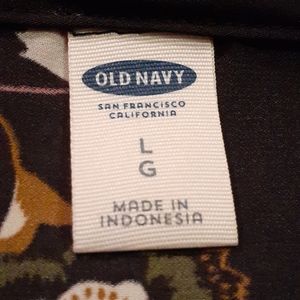 OLD NAVY
SAN FRANCISCO
CALIFORNIA
L
G
MADE IN
INDONESIA